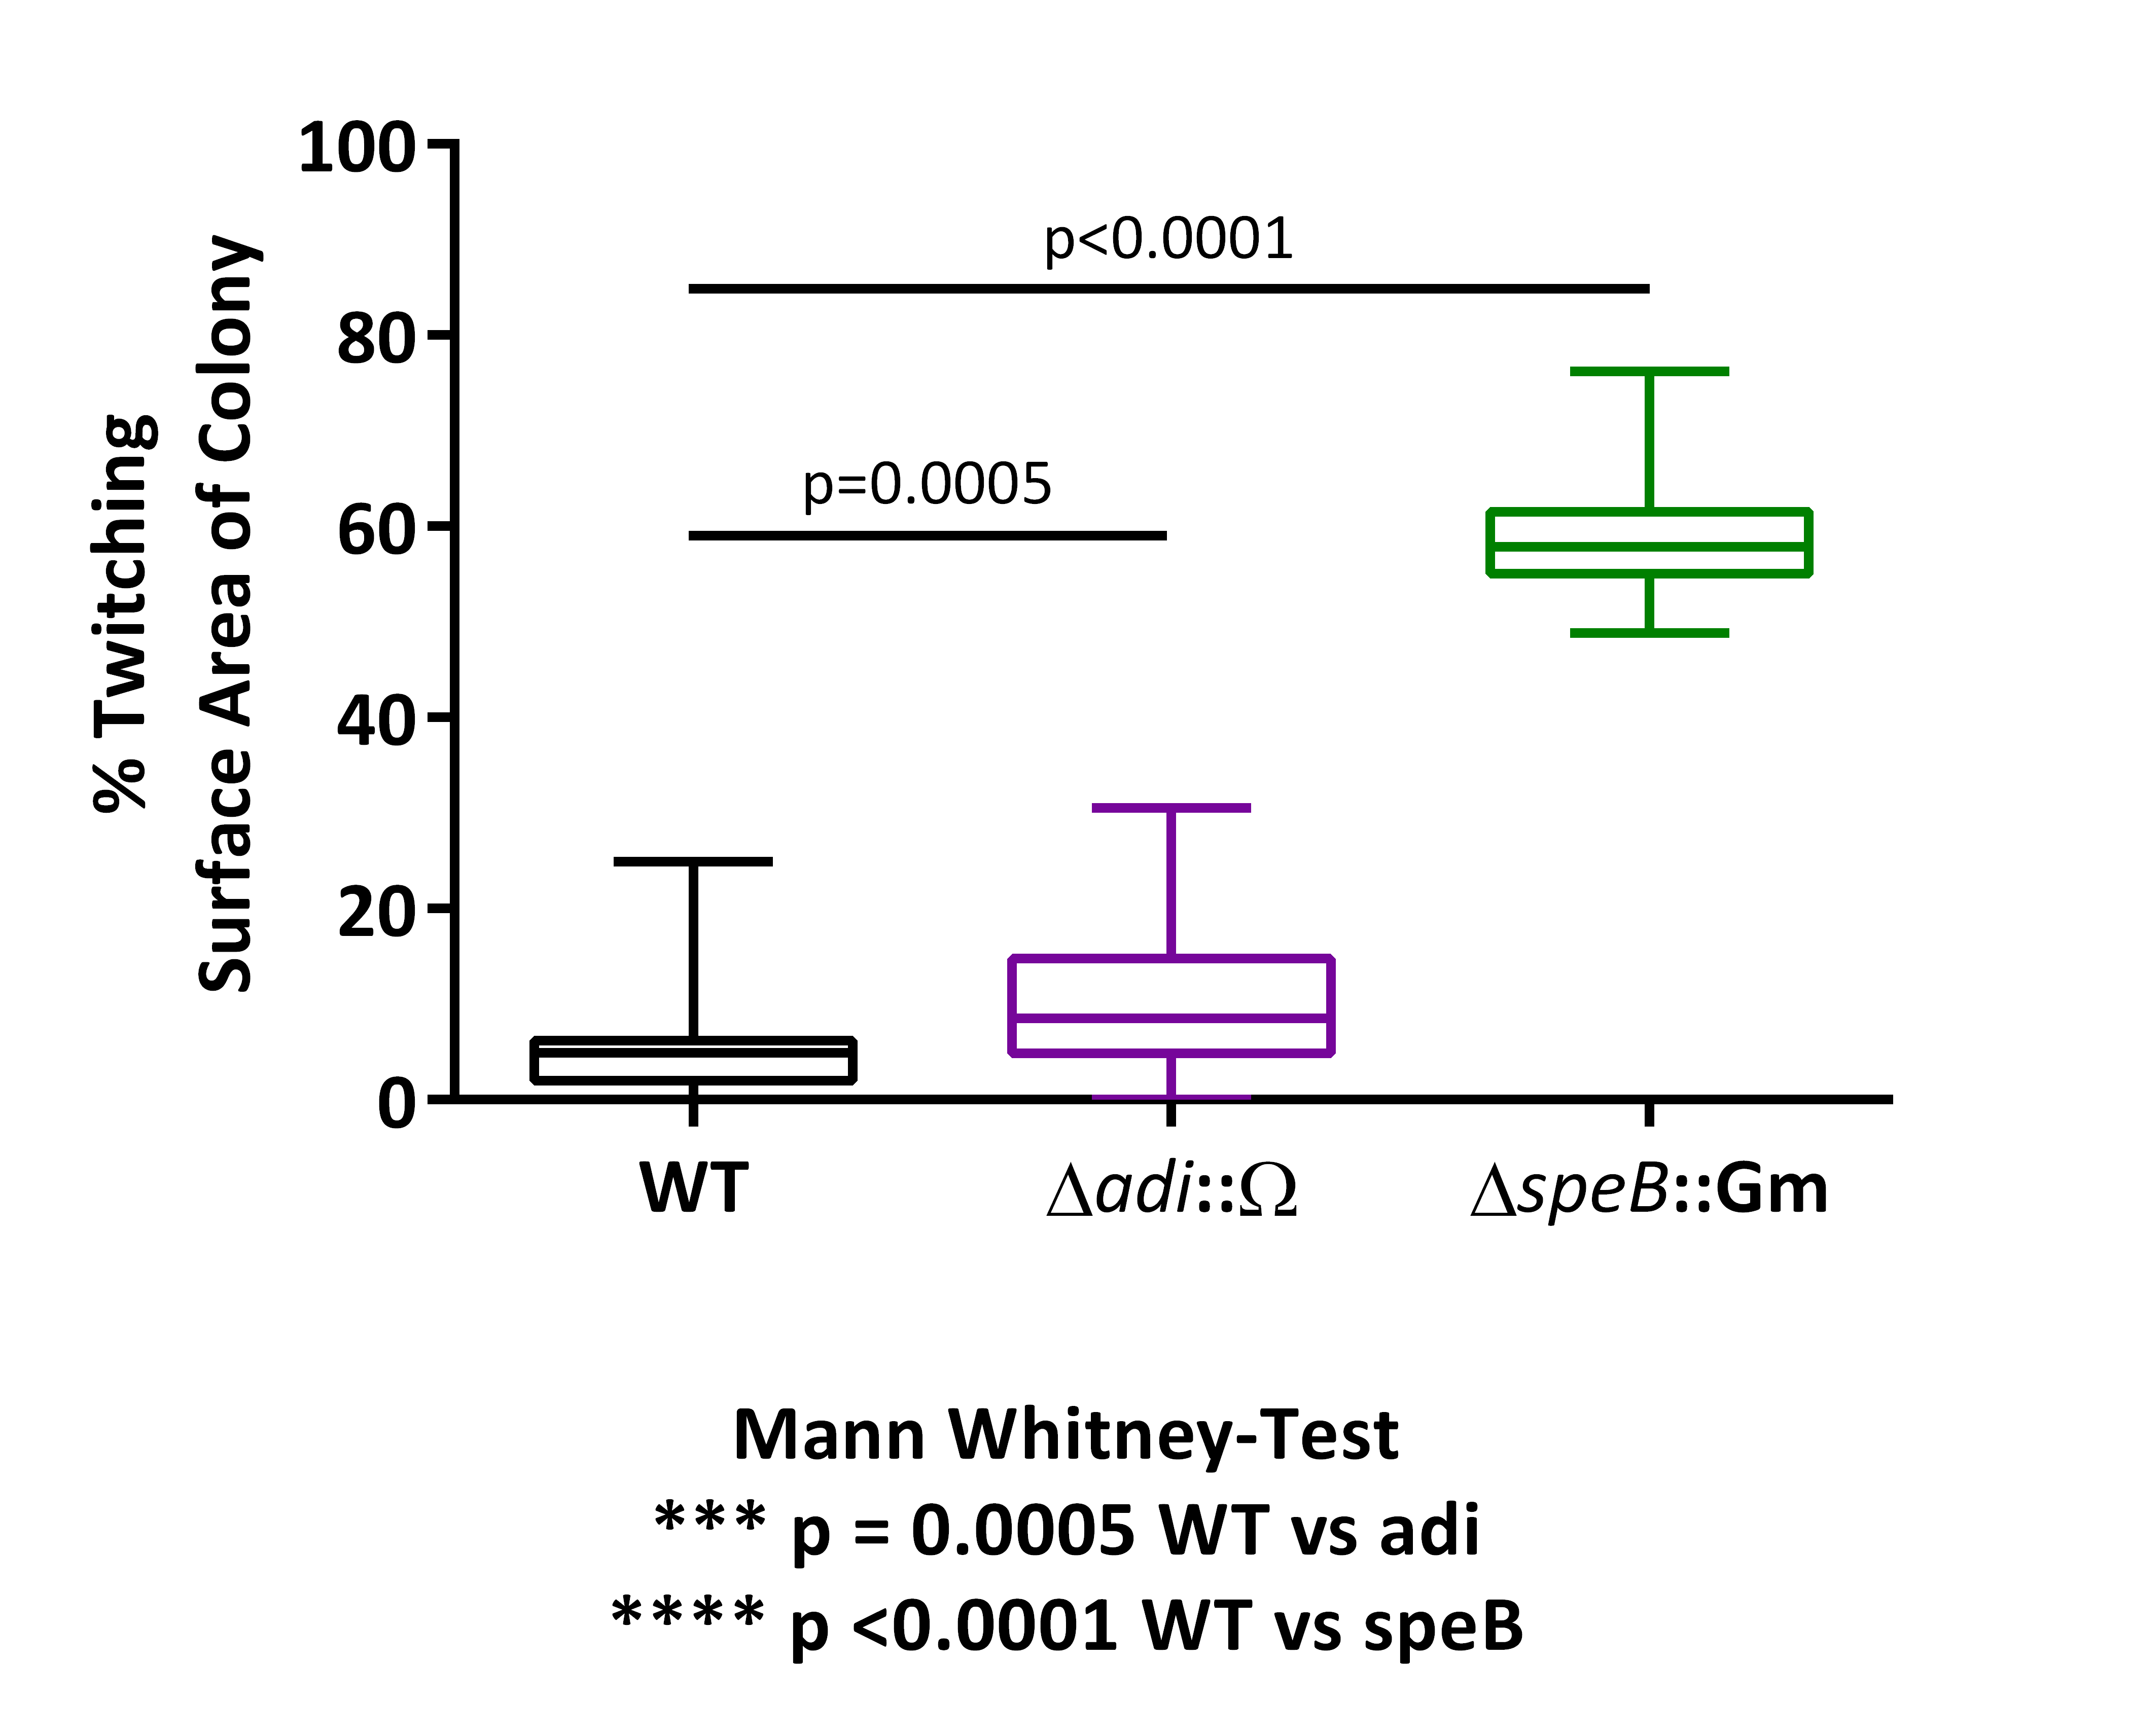 % Twitching
Surface Area of Colony
100
80
60
40
20
0
p<0.0001
p=0.0005
WT
Δadi::Ω
ΔspeB::Gm
Mann Whitney-Test
*** p = 0.0005 WT vs adi
**** p <0.0001 WT vs speB